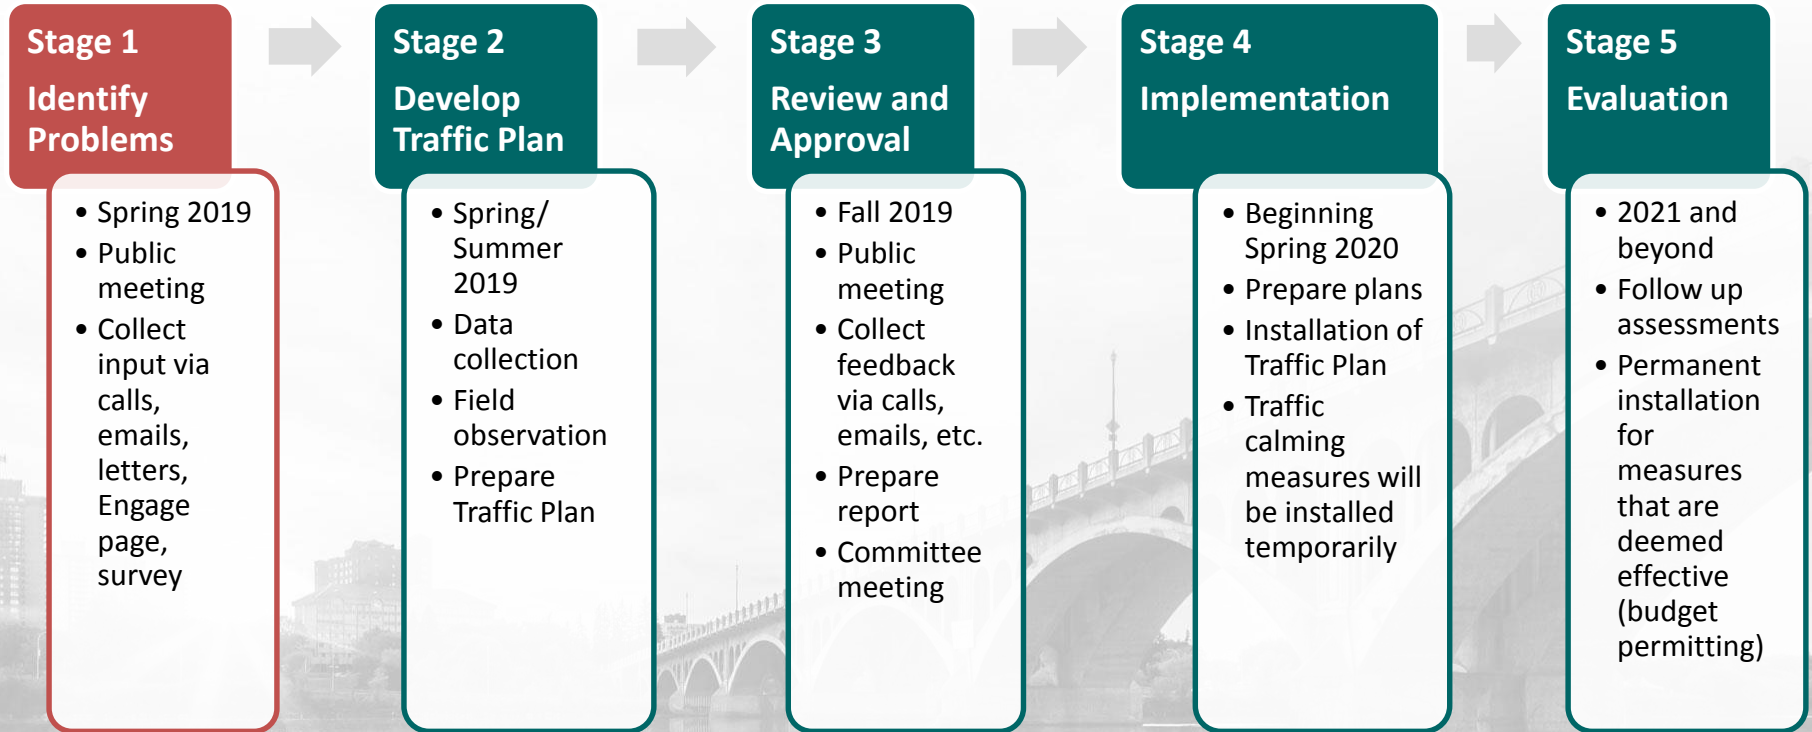 Stage 1
Identify
Problems
• Spring 2019
• Public
meeting
• Collect
input via
calls,
emails,
letters,
Engage
page,
survey
Stage 2
Develop
Traffic Plan
• Spring/
Summer
2019
• Data
collection
• Field
observation
• Prepare
Traffic Plan
Stage 3
Review and
Approval
• Fall 2019
• Public
meeting
• Collect
feedback
via calls,
emails, etc.
• Prepare
report
• Committee
meeting
Stage 4
Implementation
• Beginning
Spring 2020
• Prepare plans
• Installation of
Traffic Plan
• Traffic
calming
measures will
be installed
temporarily
Stage 5
Evaluation
• 2021 and
beyond
• Follow up
assessments
• Permanent
installation
for
measures
that are
deemed
effective
(budget
permitting)